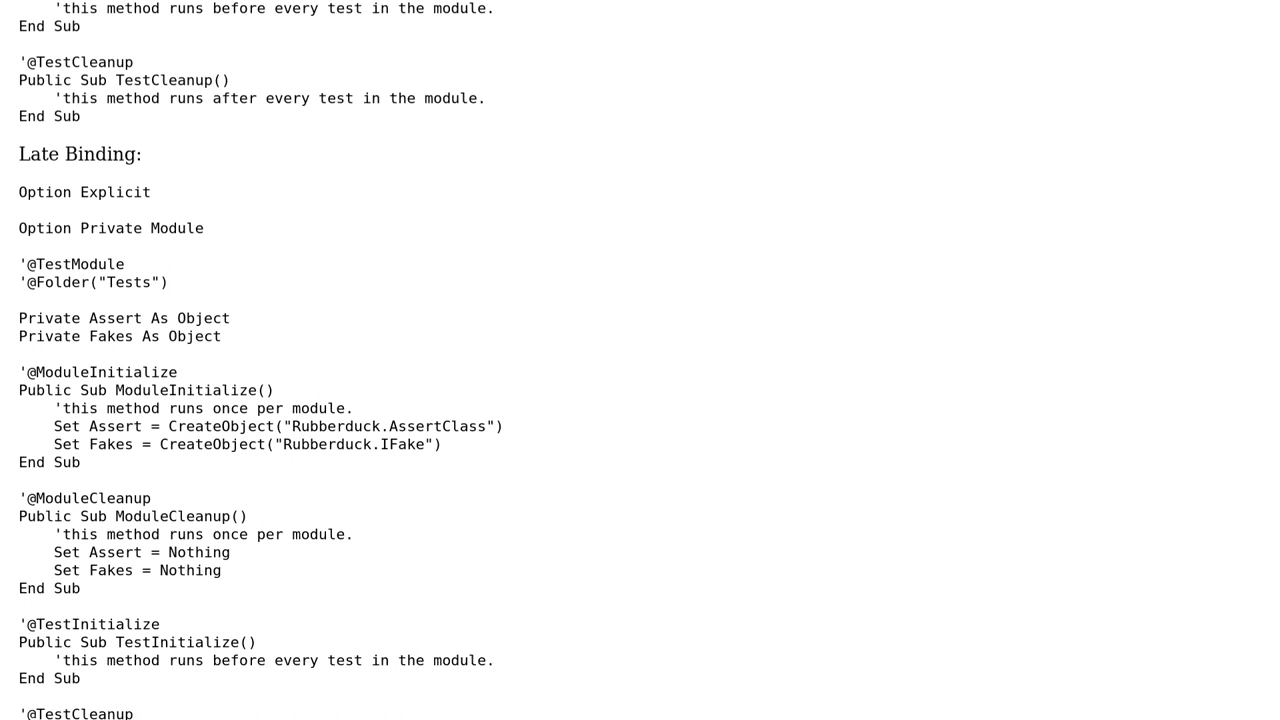 'this method runs before every test in the module.
End Sub

'@TestCleanup
Public Sub TestCleanup()
    'this method runs after every test in the module.
End Sub

Late Binding:

Option Explicit

Option Private Module

'@TestModule
'@Folder("Tests")

Private Assert As Object
Private Fakes As Object

'@ModuleInitialize
Public Sub ModuleInitialize()
    'this method runs once per module.
    Set Assert = CreateObject("Rubberduck.AssertClass")
    Set Fakes = CreateObject("Rubberduck.IFake")
End Sub

'@ModuleCleanup
Public Sub ModuleCleanup()
    'this method runs once per module.
    Set Assert = Nothing
    Set Fakes = Nothing
End Sub

'@TestInitialize
Public Sub TestInitialize()
    'this method runs before every test in the module.
End Sub

'@TestCleanup